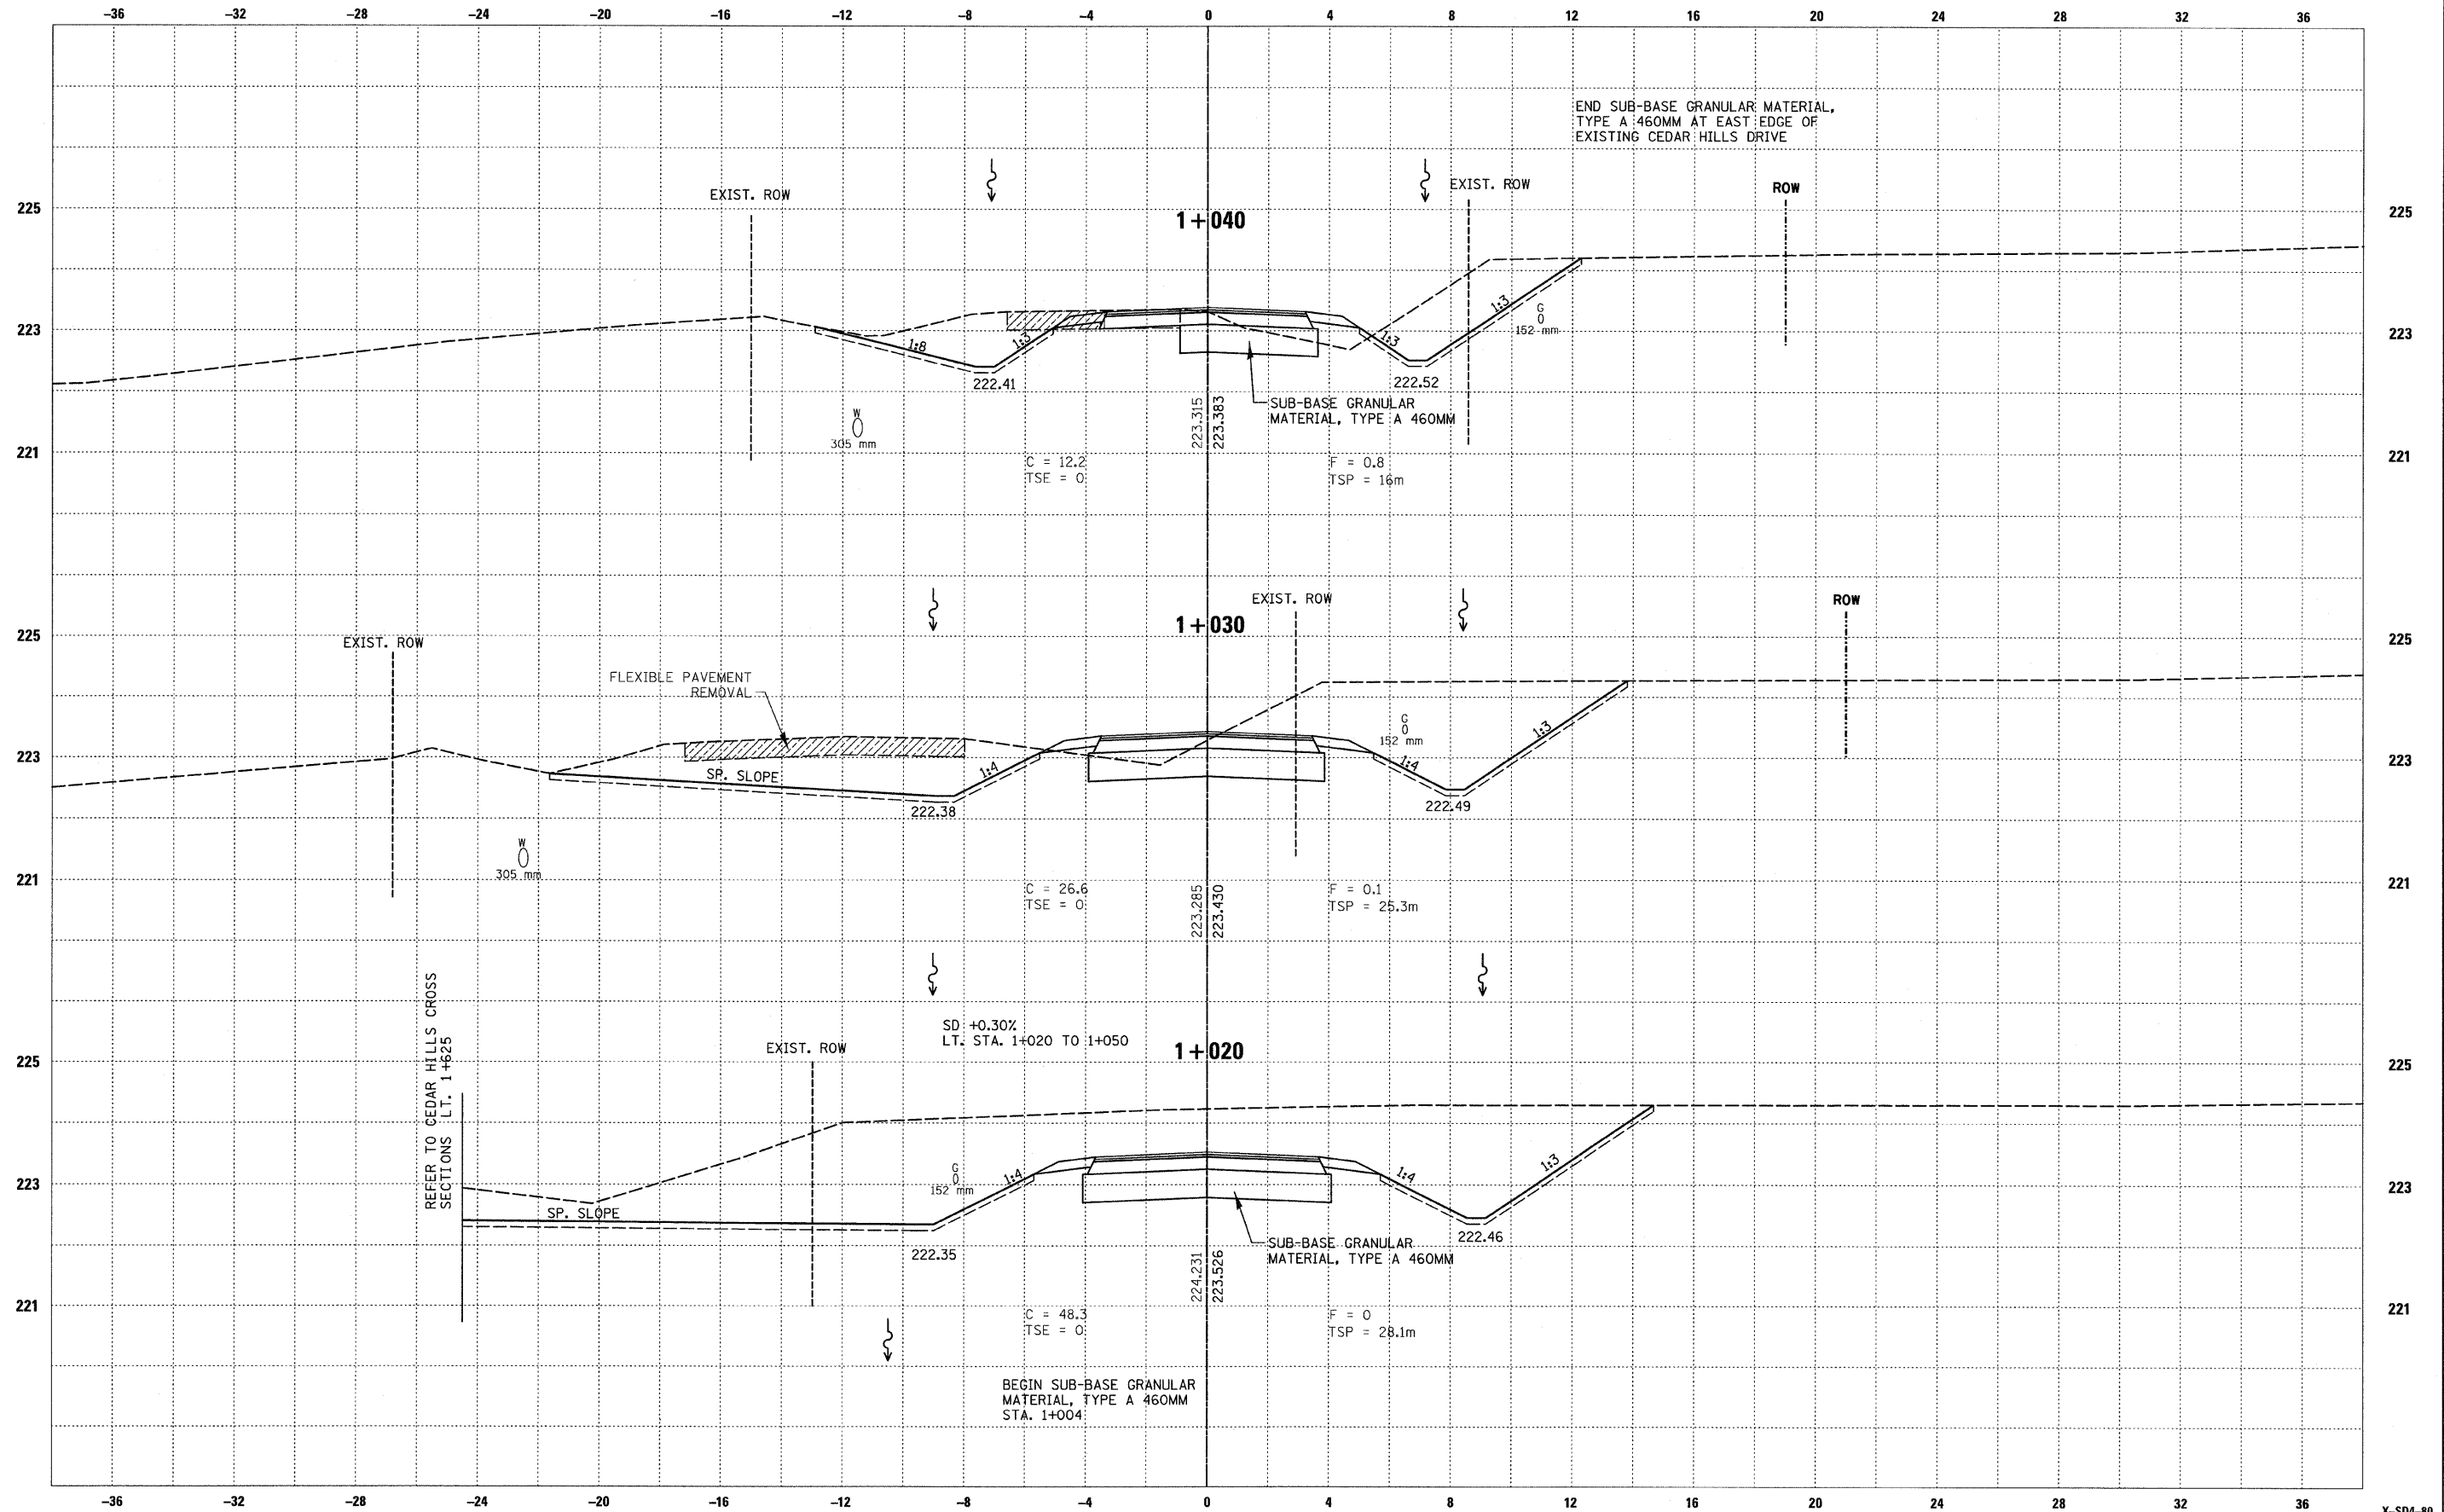 -36 -32 -28 -24 -20 -16 -12 -8 -4 0 4 8 12 16 20 24 28 32 36
END SUB-BASE GRANULAR MATERIAL,
TYPE A 460MM AT EAST EDGE OF
EXISTING CEDAR HILLS DRIVE
EXIST. ROW
EXIST. ROW
ROW
225
1+040
225
223
1:8
1:3
1:3
1:3
G
152 mm
223
222.41
222.52
SUB-BASE GRANULAR
MATERIAL, TYPE A 460MM
W
305 mm
223.315
223.383
221
C = 12.2
TSE = 0
F = 0.8
TSP = 16m
221
EXIST. ROW
ROW
225
EXIST. ROW
1+030
225
FLEXIBLE PAVEMENT
REMOVAL
G
152 mm
223
SP. SLOPE
1:4
1:4
1:3
223
222.38
222.49
W
305 mm
221
C = 26.6
TSE = 0
223.285
223.430
F = 0.1
TSP = 25.3m
221
REFER TO CEDAR HILLS CROSS
SECTIONS LT. 1+625
SD +0.30%
LT. STA. 1+020 TO 1+050
EXIST. ROW
225
1+020
225
223
G
152 mm
1:4
1:4
1:3
223
SP. SLOPE
222.35
222.46
SUB-BASE GRANULAR
MATERIAL, TYPE A 460MM
224.231
223.526
221
C = 48.3
TSE = 0
F = 0
TSP = 28.1m
221
BEGIN SUB-BASE GRANULAR
MATERIAL, TYPE A 460MM
STA. 1+004
-36 -32 -28 -24 -20 -16 -12 -8 -4 0 4 8 12 16 20 24 28 32 36
X-SD4-80